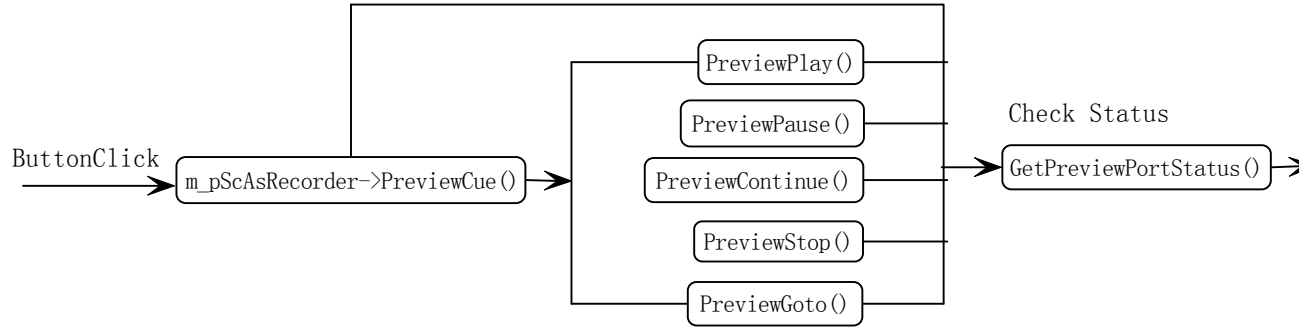 ButtonClick
m_pScAsRecorder->PreviewCue()
PreviewPlay()
PreviewPause()
PreviewContinue()
PreviewStop()
PreviewGoto()
Check Status
GetPreviewPortStatus()